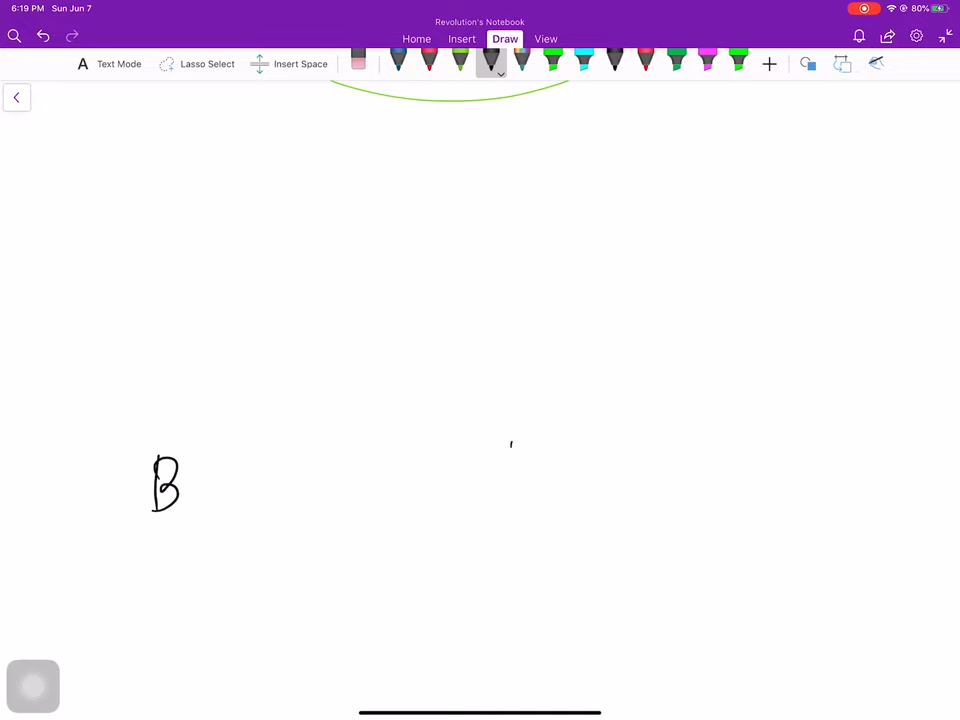 6:19 PM Sun Jun 7 80%
Revolution's Notebook
Home Insert Draw View
A Text Mode Lasso Select Insert Space
B